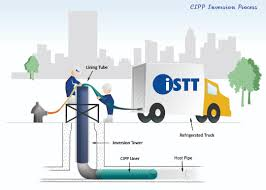 CIPP Inversion Process
Lining Tube
iSTT
Refrigerated Truck
Inversion Tower
CIPP Liner
Host Pipe